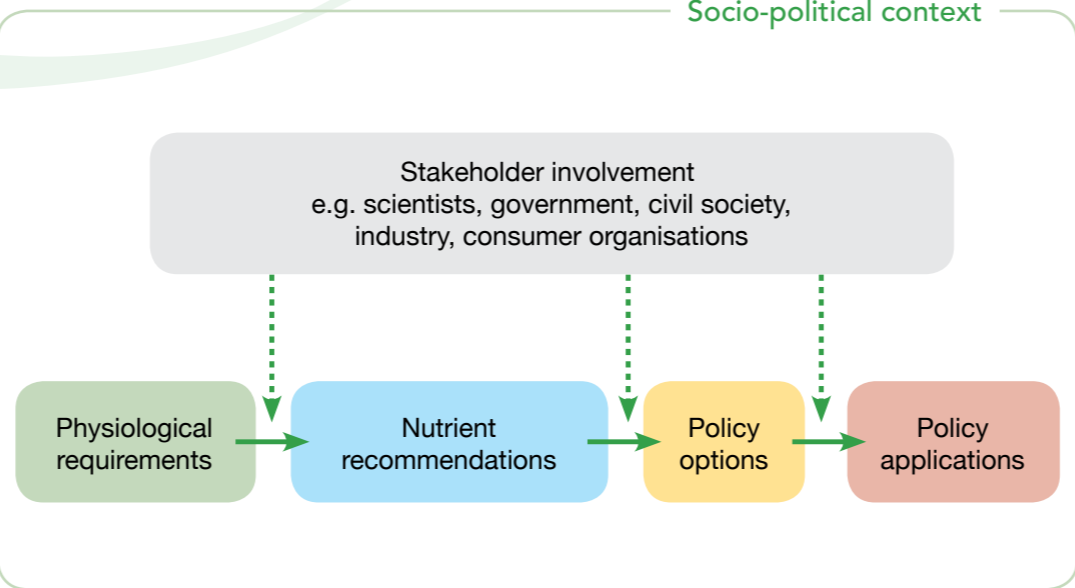 Socio-political context
Stakeholder involvement
e.g. scientists, government, civil society,
industry, consumer organisations
Physiological
requirements
Nutrient
recommendations
Policy
options
Policy
applications